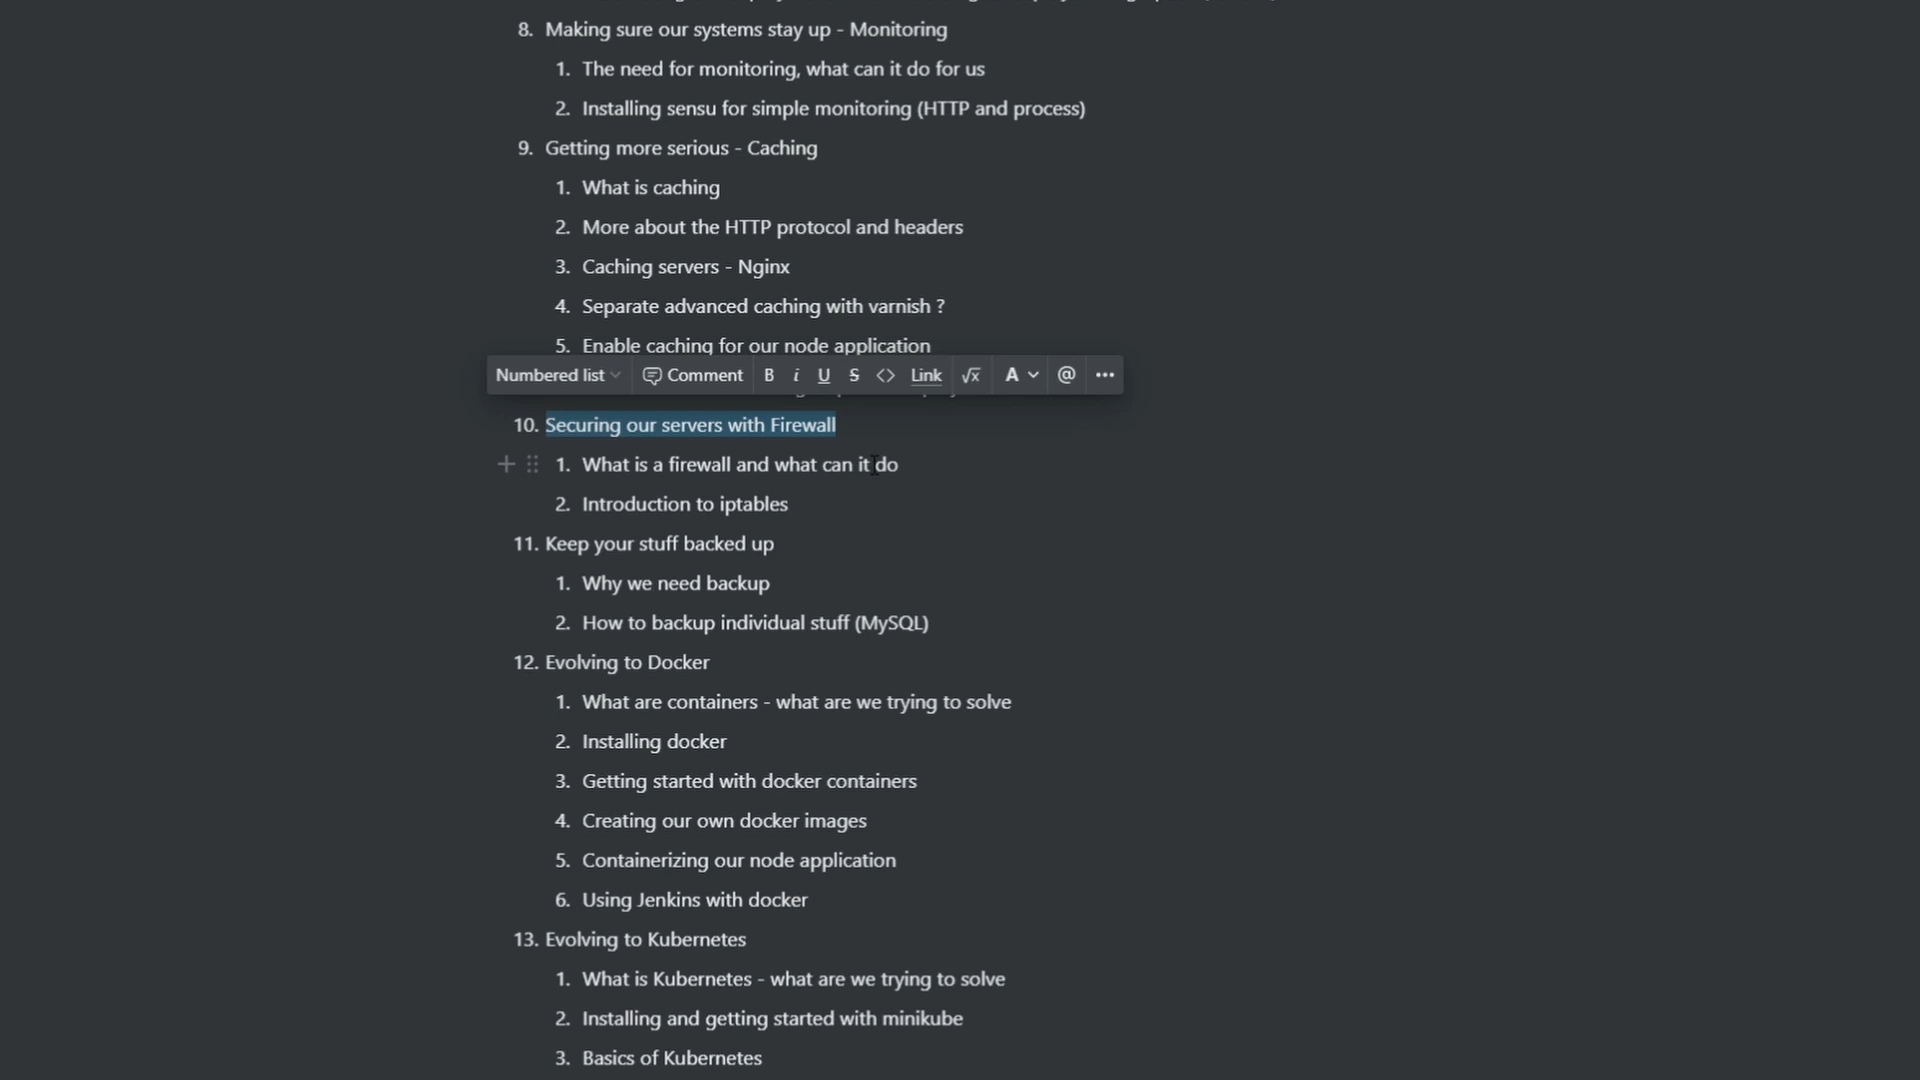 8. Making sure our systems stay up - Monitoring
1. The need for monitoring, what can it do for us
2. Installing sensu for simple monitoring (HTTP and process)
9. Getting more serious - Caching
1. What is caching
2. More about the HTTP protocol and headers
3. Caching servers - Nginx
4. Separate advanced caching with varnish ?
5. Enable caching for our node application
Numbered list Comment B i U S <> Link √x A @ •••
10. Securing our servers with Firewall
1. What is a firewall and what can it do
2. Introduction to iptables
11. Keep your stuff backed up
1. Why we need backup
2. How to backup individual stuff (MySQL)
12. Evolving to Docker
1. What are containers - what are we trying to solve
2. Installing docker
3. Getting started with docker containers
4. Creating our own docker images
5. Containerizing our node application
6. Using Jenkins with docker
13. Evolving to Kubernetes
1. What is Kubernetes - what are we trying to solve
2. Installing and getting started with minikube
3. Basics of Kubernetes